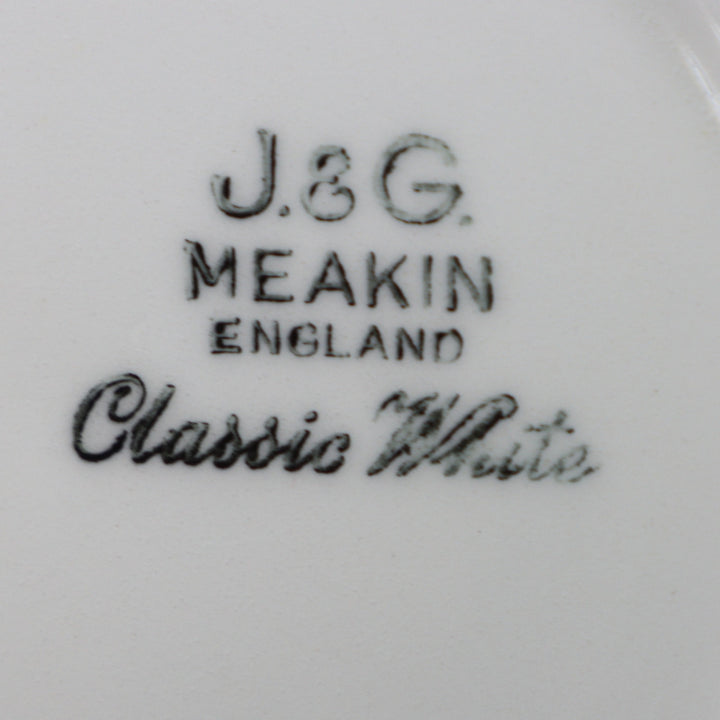 J. & G.
MEAKIN
ENGLAND
Classic White